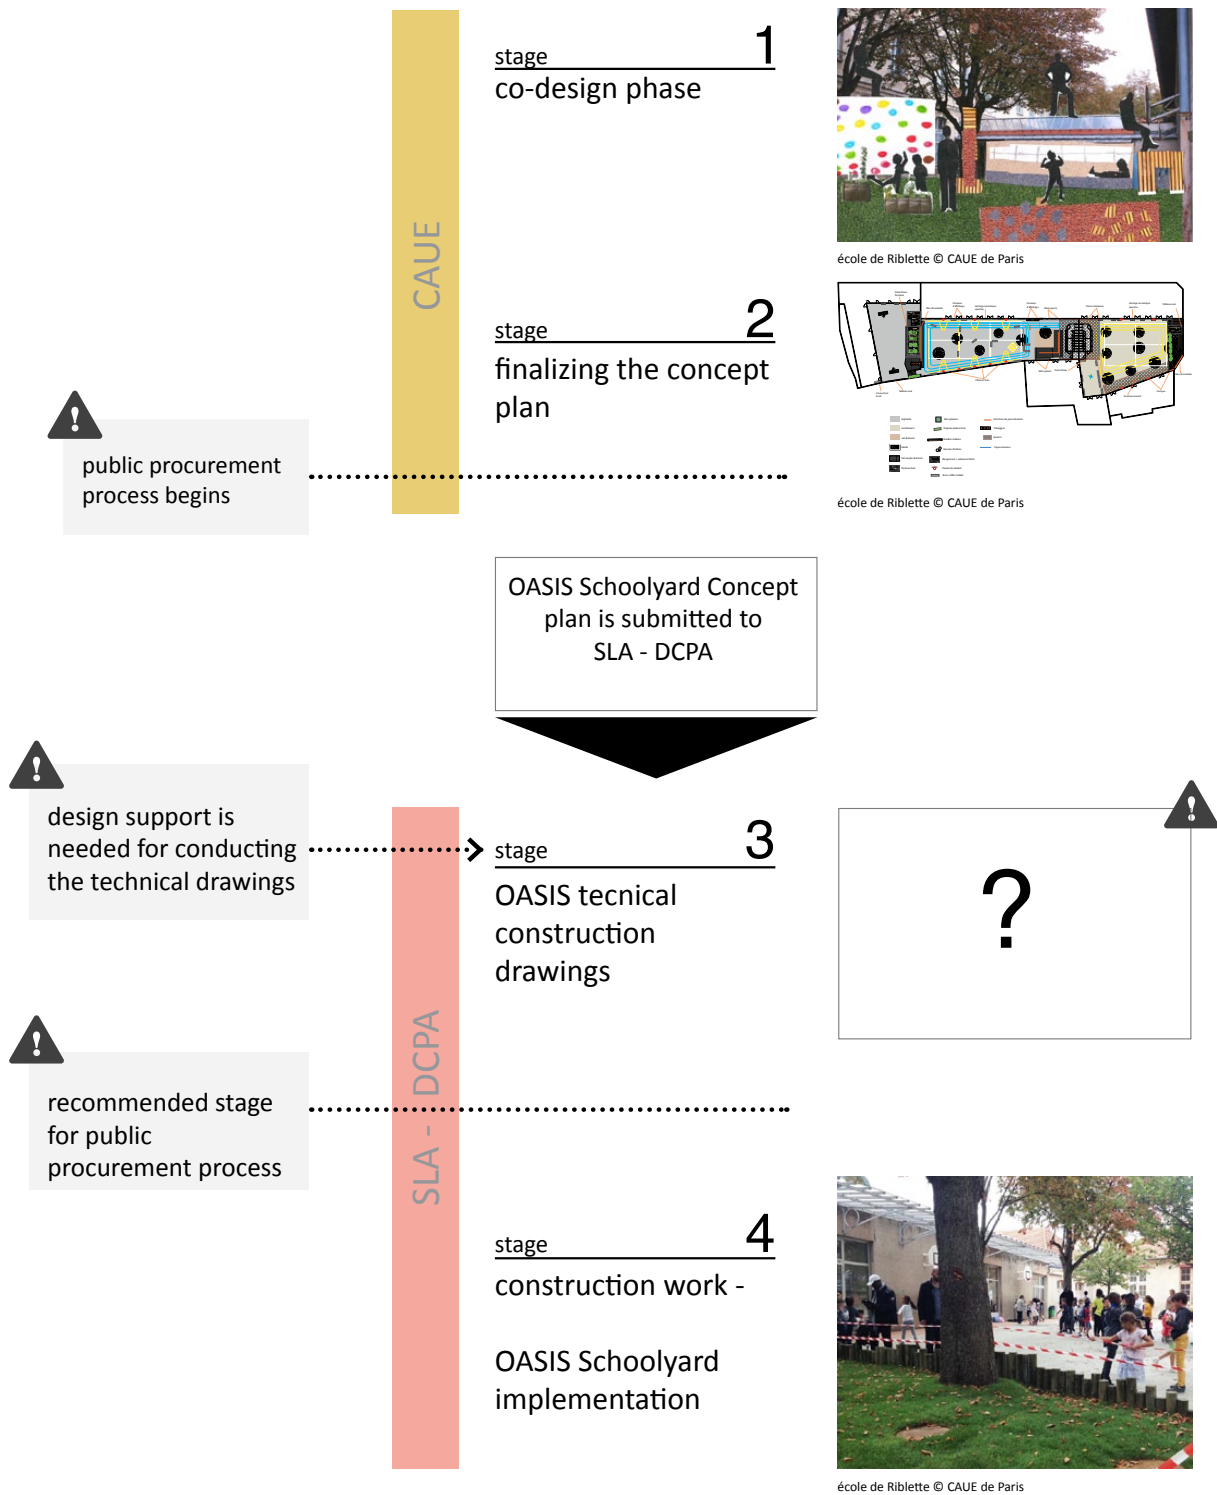 stage 1
co-design phase
CAUE
école de Riblette © CAUE de Paris
stage 2
finalizing the concept
plan
public procurement
process begins
école de Riblette © CAUE de Paris
OASIS Schoolyard Concept
plan is submitted to
SLA - DCPA
design support is
needed for conducting
the technical drawings
stage 3
OASIS tecnical
construction
drawings
?
SLA - DCPA
recommended stage
for public
procurement process
stage 4
construction work -
OASIS Schoolyard
implementation
école de Riblette © CAUE de Paris